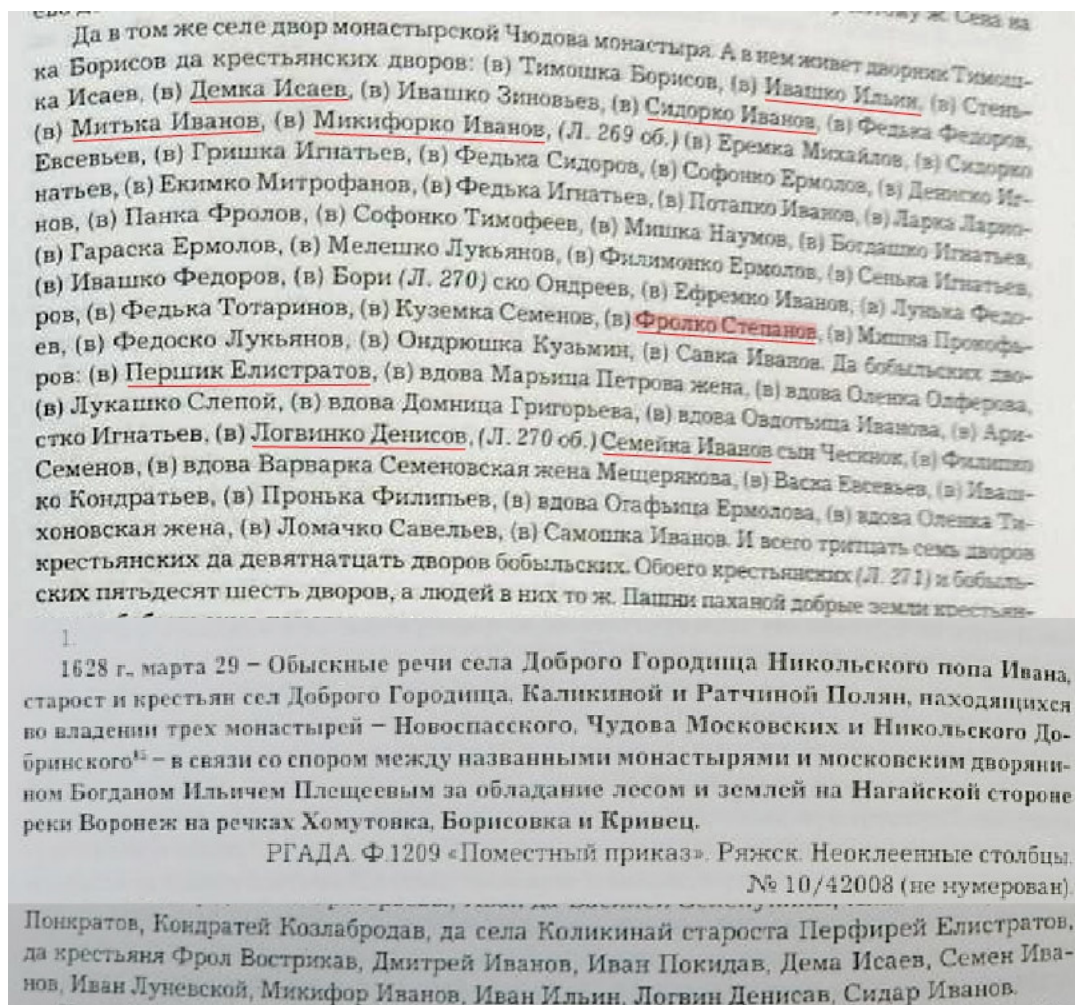 потому ж. Сена на
Да в том же селе двор монастырской Чюдова монастыря. А в нем живет дворник Тимош-
ка Борисов да крестьянских дворов: (в) Тимошка Борисов, (в) Ивашко Ильин, (в) Стень-
ка Исаев, (в) Демка Исаев, (в) Ивашко Зиновьев, (в) Сидорко Иванов, (в) Федька Федоров,
(в) Митька Иванов, (в) Микифорко Иванов, (Л. 269 об.) (в) Еремка Михайлов, (в) Сидорко
Евсевьев, (в) Гришка Игнатьев, (в) Федька Сидоров, (в) Софонко Ермолов, (в) Дениско Иг-
натьев, (в) Екимко Митрофанов, (в) Федька Игнатьев, (в) Потапко Иванов, (в) Ларка Ларио-
нов, (в) Панка Фролов, (в) Софонко Тимофеев, (в) Мишка Наумов, (в) Богдашко Игнатьев,
(в) Гараска Ермолов, (в) Мелешко Лукьянов, (в) Филимонко Ермолов, (в) Сенька Игнатьев,
(в) Ивашко Федоров, (в) Бори (Л. 270) ско Ондреев, (в) Ефремко Иванов, (в) Лунька Федо-
ров, (в) Федька Тотаринов, (в) Куземка Семенов, (в) Фролко Степанов, (в) Мишка Прокофь-
ев, (в) Федоско Лукьянов, (в) Ондрюшка Кузьмин, (в) Савка Иванов. Да бобыльских дво-
ров: (в) Першик Елистратов, (в) вдова Марьица Петрова жена, (в) вдова Оленка Олферова,
(в) Лукашко Слепой, (в) вдова Домница Григорьева, (в) вдова Овдотьица Иванова, (в) Ари-
стко Игнатьев, (в) Логвинко Денисов, (Л. 270 об.) Семейка Иванов сын Чеснок, (в) Филипко
Семенов, (в) вдова Варварка Семеновская жена Мещерякова, (в) Васка Евсевьев, (в) Иваш-
ко Кондратьев, (в) Пронька Филипьев, (в) вдова Огафьица Ермолова, (в) вдова Оленка Ти-
хоновская жена, (в) Ломачко Савельев, (в) Самошка Иванов. И всего тритцать семь дворов
крестьянских да девятнатцать дворов бобыльских. Обоего крестьянских (Л. 271) и бобыль-
ских пятьдесят шесть дворов, а людей в них то ж. Пашни паханой добрые земли крестьян-
1.
1628 г., марта 29 – Обыскные речи села Доброго Городища Никольского попа Ивана,
старост и крестьян сел Доброго Городища, Каликиной и Ратчиной Полян, находящихся
во владении трех монастырей – Новоспасского, Чудова Московских и Никольского До-
бринского⁸⁵ – в связи со спором между названными монастырями и московским дворяни-
ном Богданом Ильичем Плещеевым за обладание лесом и землей на Нагайской стороне
реки Воронеж на речках Хомутовка, Борисовка и Кривец.
РГАДА. Ф.1209 «Поместный приказ». Ряжск. Неоклеенные столбцы.
№ 10/42008 (не нумерован).
Понкратов, Кондратей Козлабродав, да села Коликинай староста Перфирей Елистратов,
да крестьяня Фрол Вострикав, Дмитрей Иванов, Иван Покидав, Дема Исаев, Семен Ива-
нов, Иван Луневской, Микифор Иванов, Иван Ильин, Логвин Денисав, Сидар Иванов.